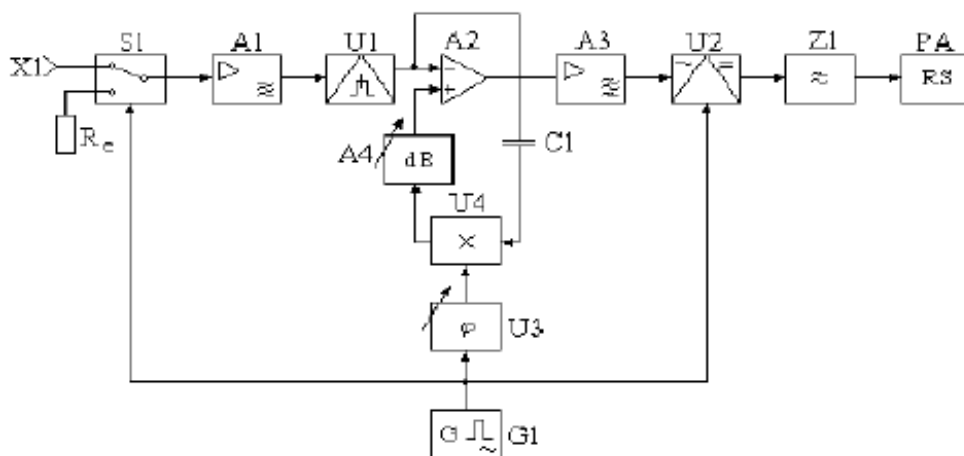 S1 A1 U1 A2 A3 U2 Z1 PA
X1
RS
Re
A4 dB
C1
U4
×
φ U3
G G1